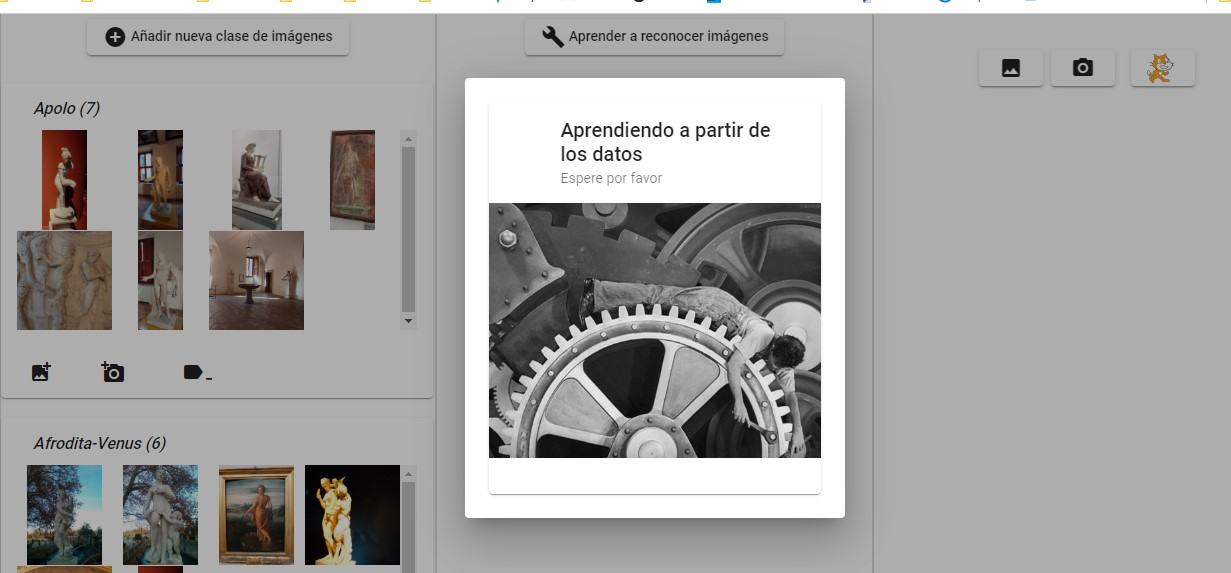 Añadir nueva clase de imágenes
Aprender a reconocer imágenes
Apolo (7)
Aprendiendo a partir de
los datos
Espere por favor
Afrodita-Venus (6)